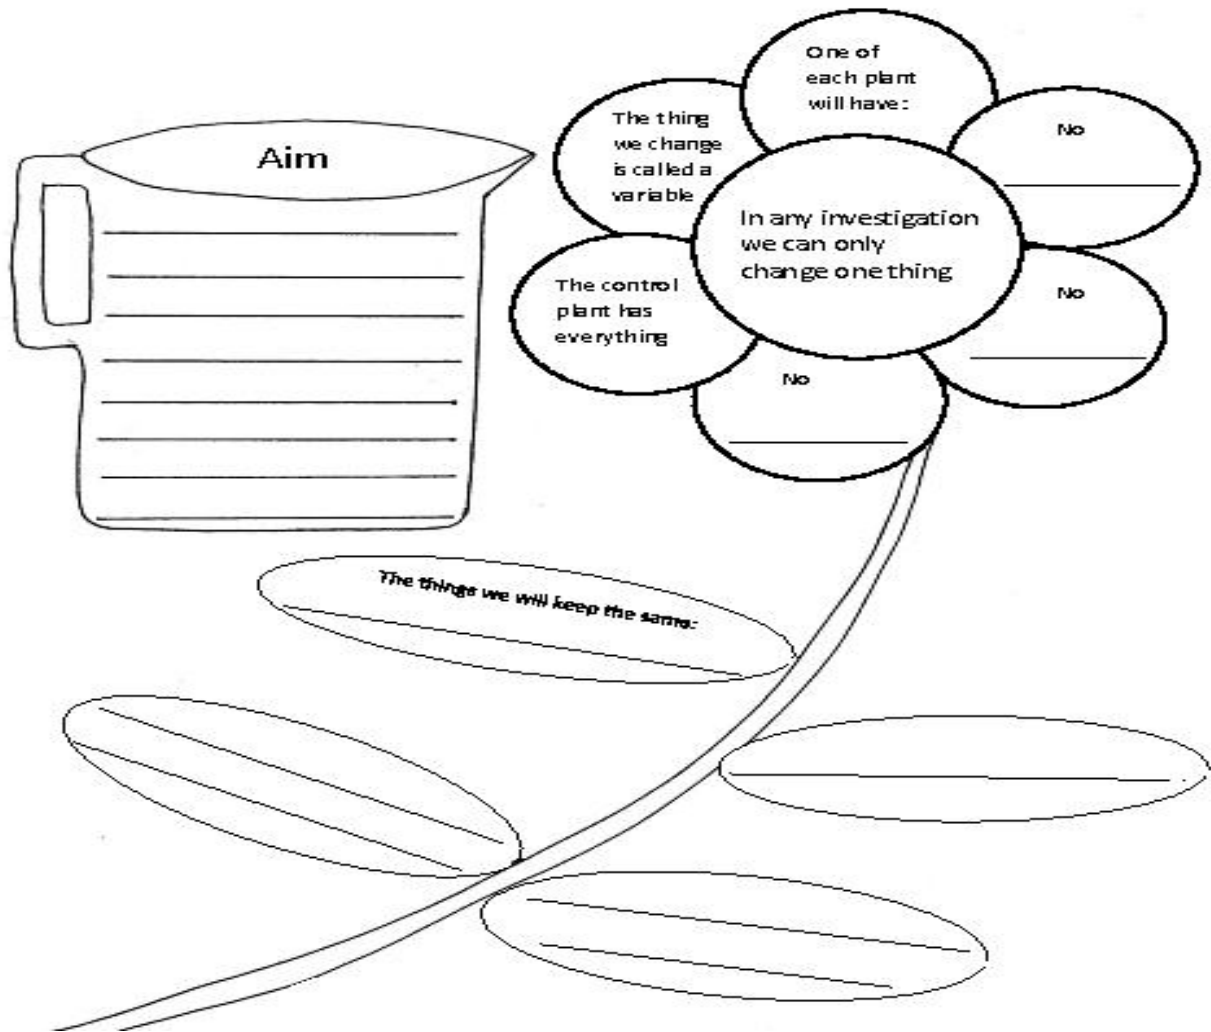 Aim
One of
each plant
will have:
No
The thing
we change
is called a
variable
In any investigation
we can only
change one thing
The control
plant has
everything
No
No
The things we will keep the same: